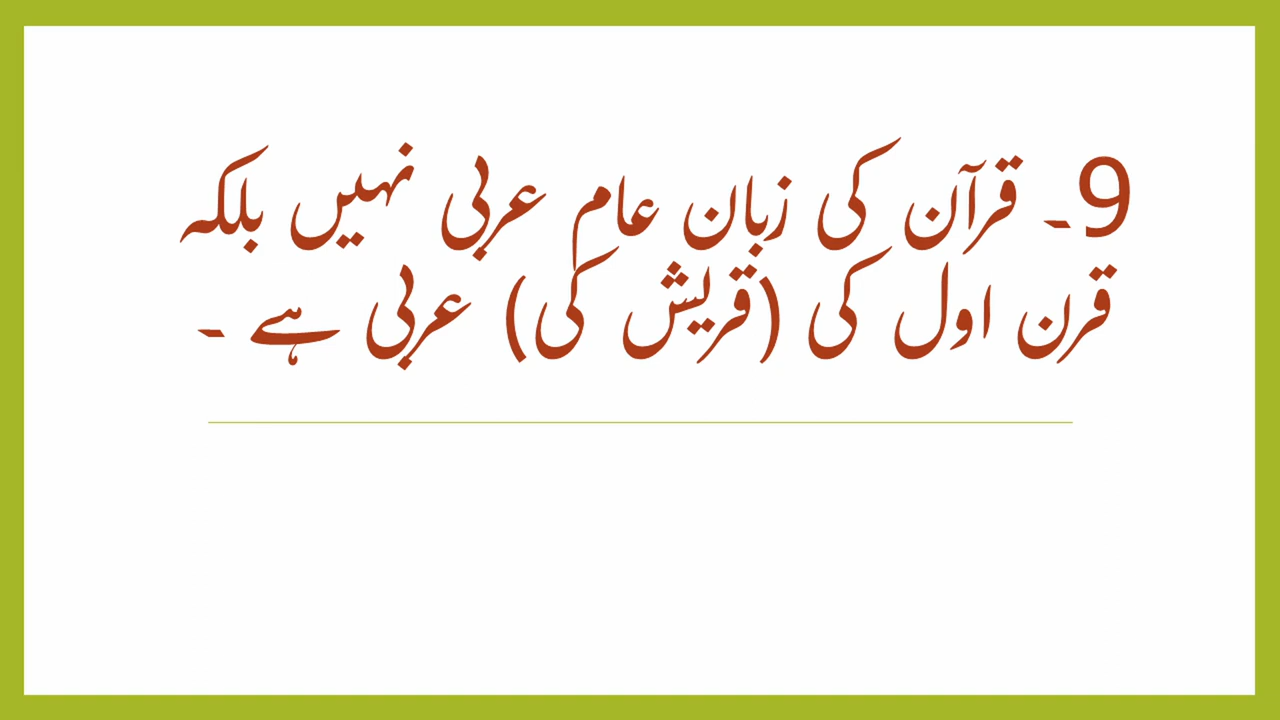 9۔ قرآن کی زبان عام عربی نہیں بلکہ
قرن اول کی (قریش کی) عربی ہے ۔